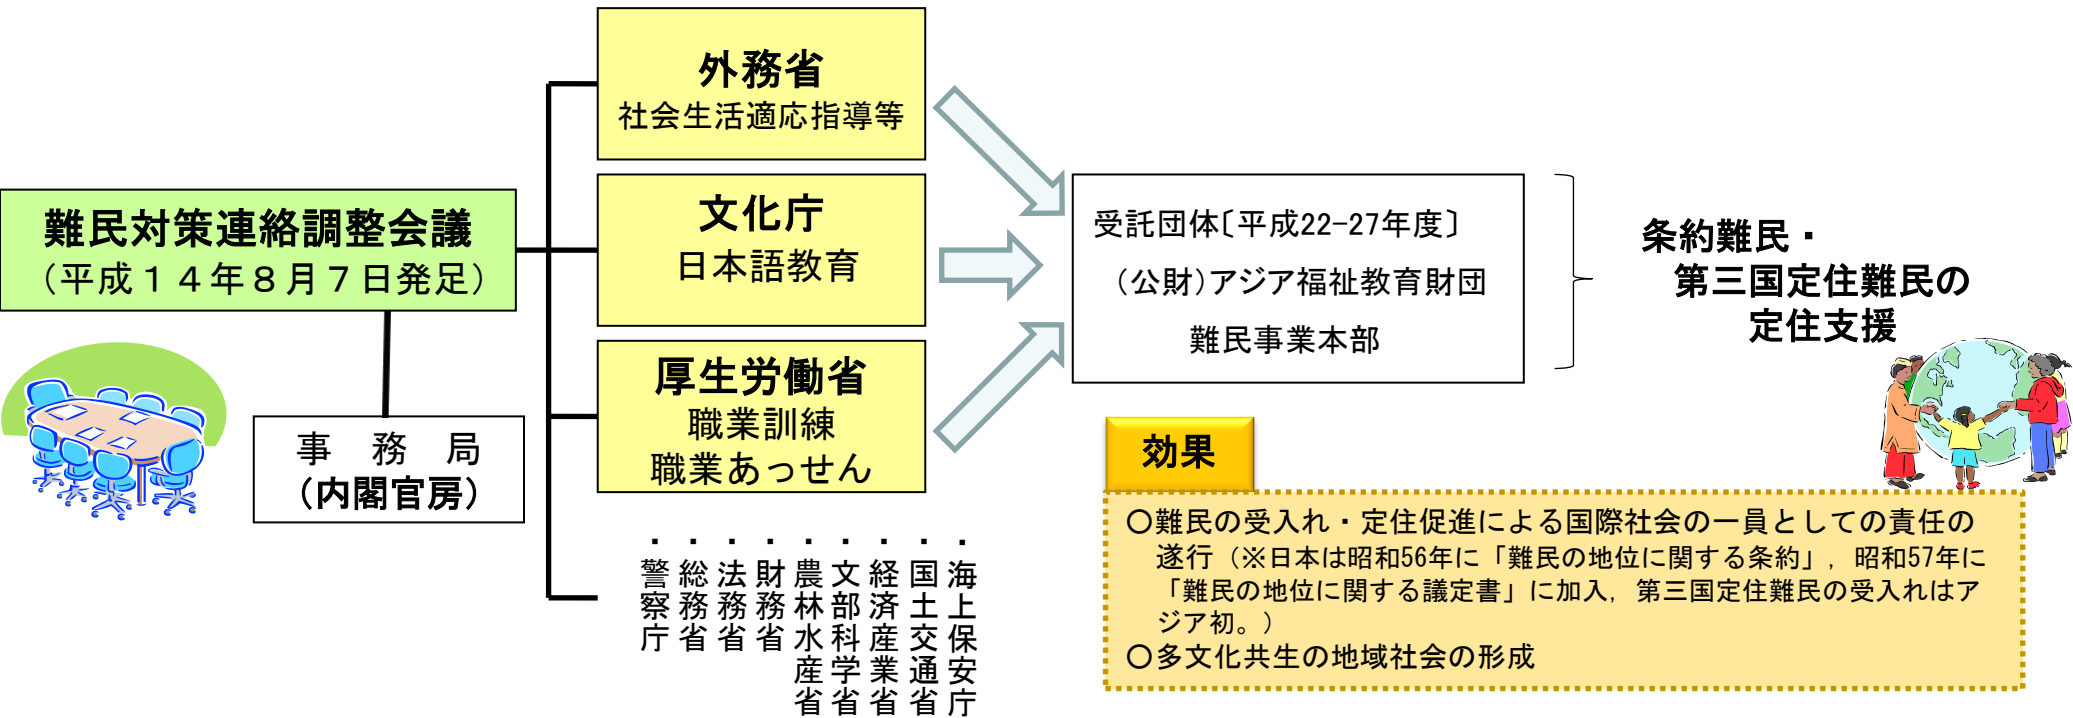 難民対策連絡調整会議
（平成１４年８月７日発足）
事　務　局
（内閣官房）
外務省
社会生活適応指導等
文化庁
日本語教育
厚生労働省
職業訓練
職業あっせん
・警察庁
・総務省
・法務省
・財務省
・農林水産省
・文部科学省
・経済産業省
・国土交通省
・海上保安庁
受託団体〔平成22-27年度〕
（公財）アジア福祉教育財団
難民事業本部
条約難民・
第三国定住難民の
定住支援
効果
○難民の受入れ・定住促進による国際社会の一員としての責任の
遂行（※日本は昭和56年に「難民の地位に関する条約」，昭和57年に
「難民の地位に関する議定書」に加入，第三国定住難民の受入れはア
ジア初。）
○多文化共生の地域社会の形成